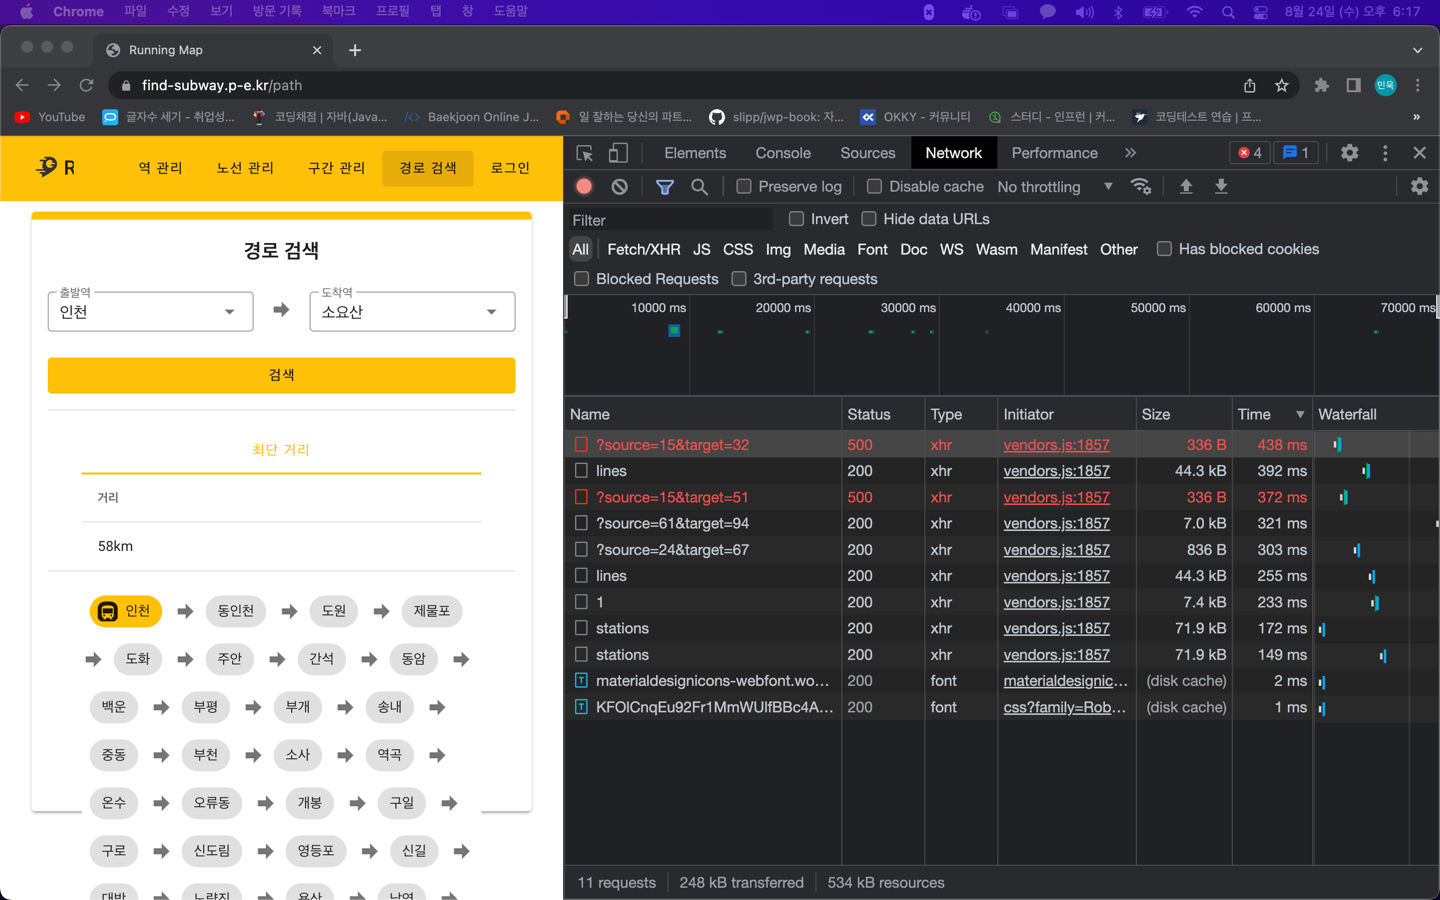 Chrome 파일 수정 보기 방문 기록 북마크 프로필 탭 창 도움말 8월 24일 (수) 오후 6:17
Running Map
find-subway.p-e.kr/path 민욱
YouTube 글자수 세기 - 취업성... 코딩채점 | 자바(Java... Baekjoon Online J... 일 잘하는 당신의 파트... slipp/jwp-book: 자... OKKY - 커뮤니티 스터디 - 인프런 | 커... 코딩테스트 연습 | 프... »
R 역 관리 노선 관리 구간 관리 경로 검색 로그인
경로 검색
출발역 도착역
인천 소요산
검색
최단 거리
거리
58km
인천 동인천 도원 제물포
도화 주안 간석 동암
백운 부평 부개 송내
중동 부천 소사 역곡
온수 오류동 개봉 구일
구로 신도림 영등포 신길
대방 노량진 용산 남영
Elements Console Sources Network Performance » 4 1
Preserve log Disable cache No throttling
Filter Invert Hide data URLs
All Fetch/XHR JS CSS Img Media Font Doc WS Wasm Manifest Other Has blocked cookies
Blocked Requests 3rd-party requests
10000 ms 20000 ms 30000 ms 40000 ms 50000 ms 60000 ms 70000 ms
Name Status Type Initiator Size Time Waterfall
?source=15&target=32 500 xhr vendors.js:1857 336 B 438 ms
lines 200 xhr vendors.js:1857 44.3 kB 392 ms
?source=15&target=51 500 xhr vendors.js:1857 336 B 372 ms
?source=61&target=94 200 xhr vendors.js:1857 7.0 kB 321 ms
?source=24&target=67 200 xhr vendors.js:1857 836 B 303 ms
lines 200 xhr vendors.js:1857 44.3 kB 255 ms
1 200 xhr vendors.js:1857 7.4 kB 233 ms
stations 200 xhr vendors.js:1857 71.9 kB 172 ms
stations 200 xhr vendors.js:1857 71.9 kB 149 ms
materialdesignicons-webfont.wo... 200 font materialdesignic... (disk cache) 2 ms
KFOlCnqEu92Fr1MmWUlfBBc4A... 200 font css?family=Rob... (disk cache) 1 ms
11 requests 248 kB transferred 534 kB resources